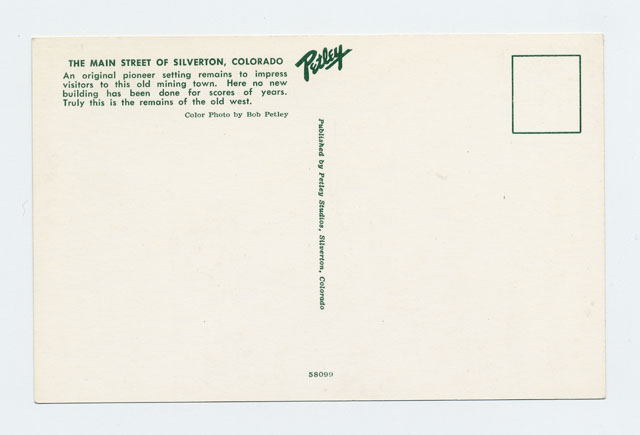 THE MAIN STREET OF SILVERTON, COLORADO
An original pioneer setting remains to impress
visitors to this old mining town. Here no new
building has been done for scores of years.
Truly this is the remains of the old west.
Color Photo by Bob Petley
Petley
Published by Petley Studios, Silverton, Colorado
58099